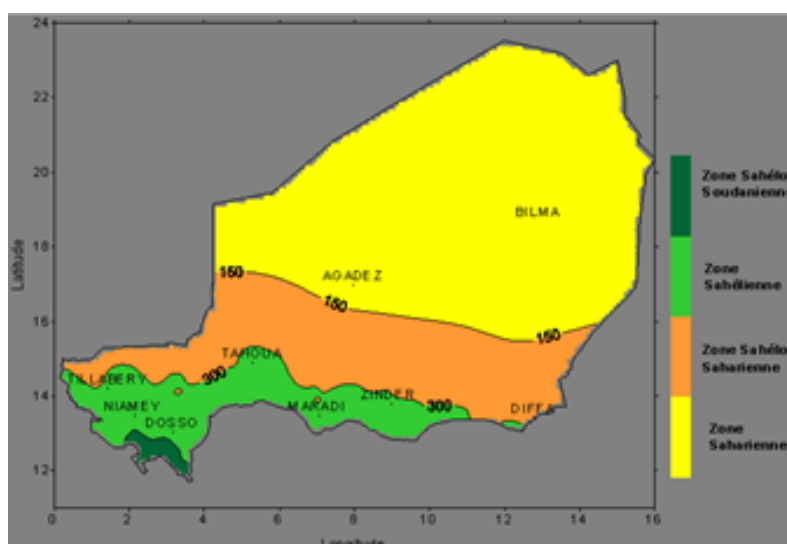 24
22
20
18
16
14
12
Latitude
0 2 4 6 8 10 12 14 16
Longitude
BILMA
AGADEZ
150
150
150
TAHOUA
TILLABERY
300
ZINDER
NIAMEY
MARADI
300
DIFFA
DOSSO
Zone Sahélo
Soudanienne
Zone
Sahélienne
Zone Sahélo
Saharienne
Zone
Saharienne